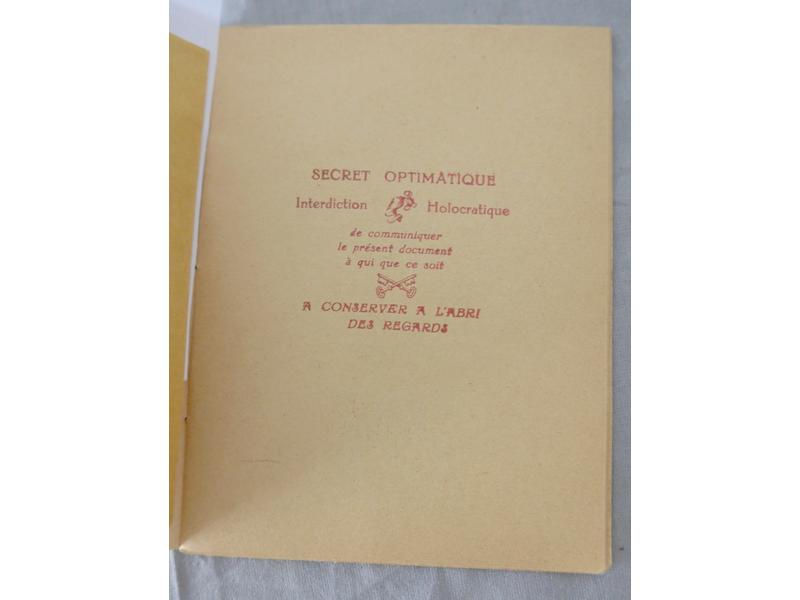 SECRET OPTIMATIQUE
Interdiction Holocratique
de communiquer
le présent document
à qui que ce soit
A CONSERVER A L'ABRI
DES REGARDS